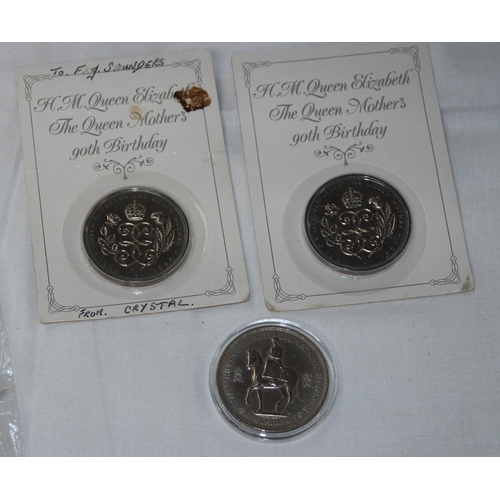 To. F. J. SAUNDERS
H.M. Queen Elizabeth
The Queen Mother's
90th Birthday
FROM. CRYSTAL.
H.M. Queen Elizabeth
The Queen Mother's
90th Birthday